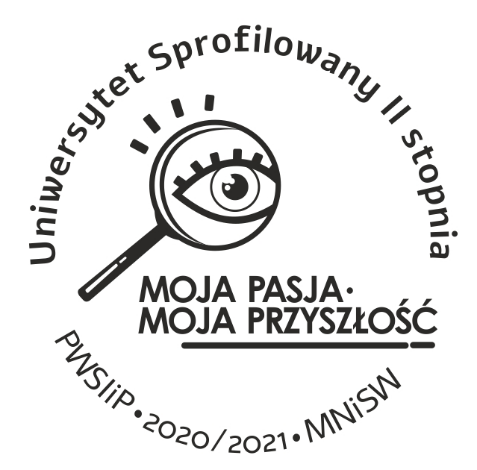 Uniwersytet Sprofilowany II stopnia
MOJA PASJA·
MOJA PRZYSZŁOŚĆ
PWSIiP•2020/2021•MNiSW